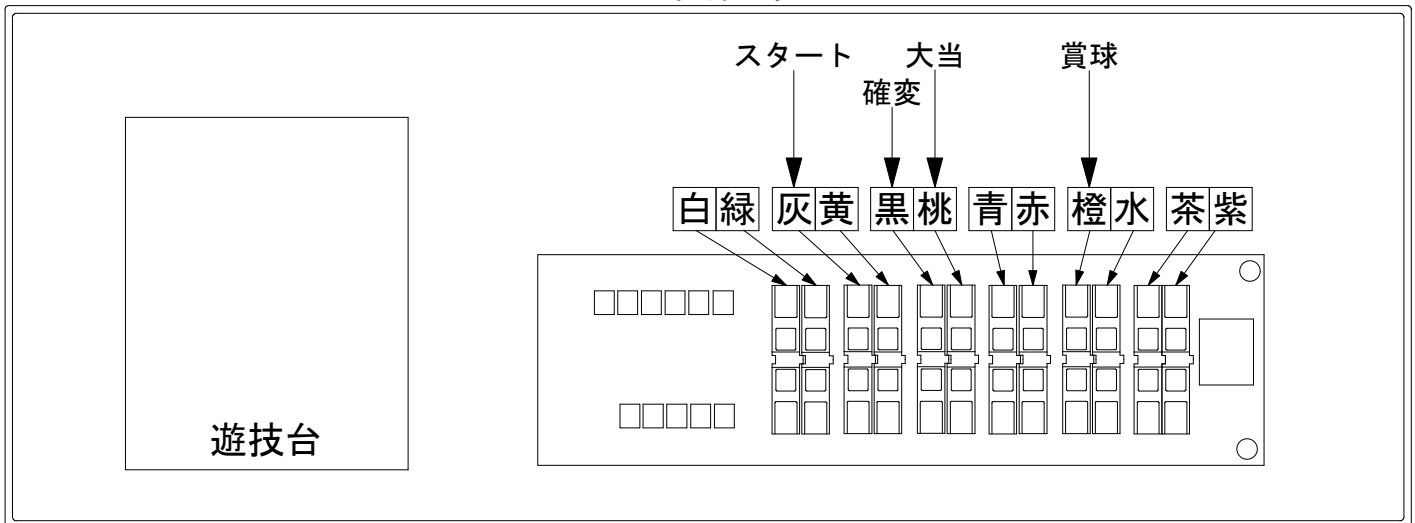 スタート 大当 賞球
確変
白 緑 灰 黄 黒 桃 青 赤 橙 水 茶 紫
遊技台